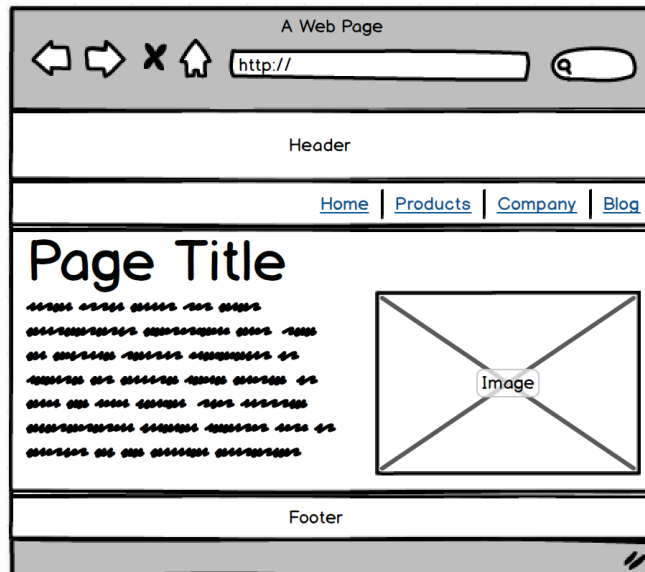 A Web Page
http://
Header
Home Products Company Blog
Page Title
Image
Footer